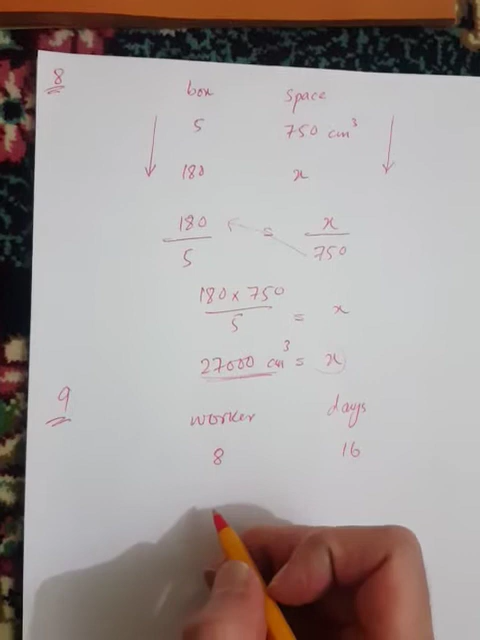 8
box space
5 750 cm³
180 x
180/5 = x/750
180 x 750/5 = x
27000 cm³ = x
9
worker days
8 16